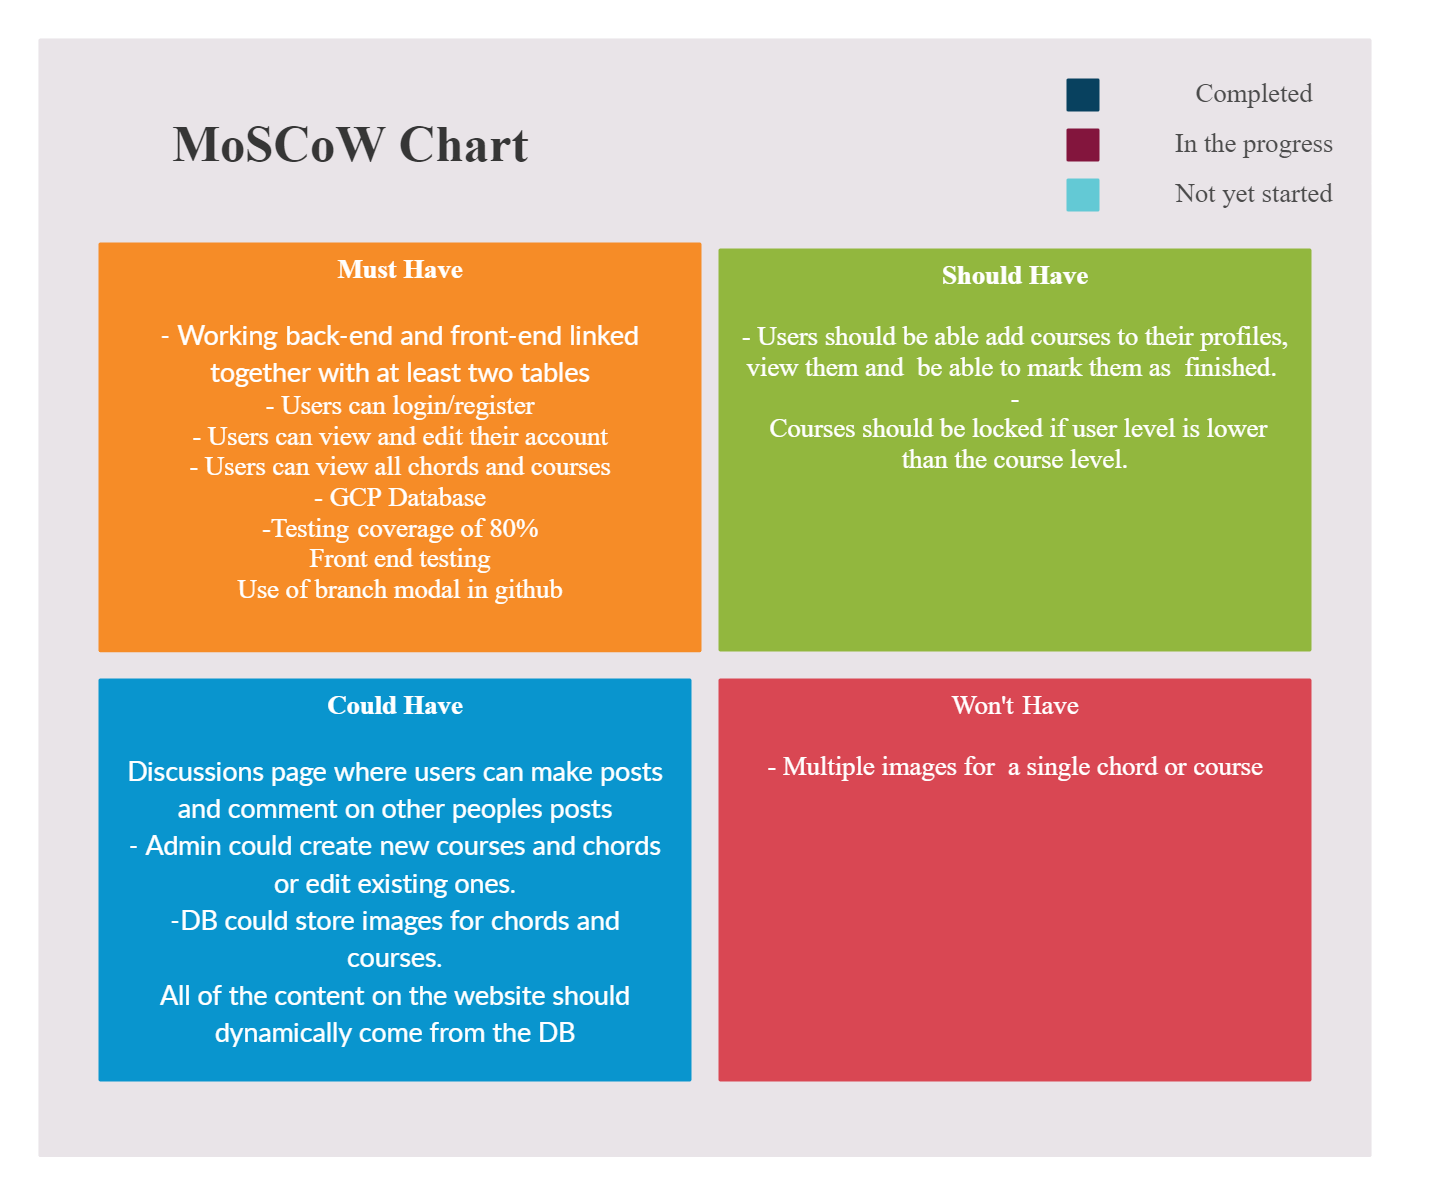 MoSCoW Chart
Completed
In the progress
Not yet started
Must Have
- Working back-end and front-end linked
together with at least two tables
- Users can login/register
- Users can view and edit their account
- Users can view all chords and courses
- GCP Database
-Testing coverage of 80%
Front end testing
Use of branch modal in github
Should Have
- Users should be able add courses to their profiles,
view them and  be able to mark them as  finished.
-
Courses should be locked if user level is lower
than the course level.
Could Have
Discussions page where users can make posts
and comment on other peoples posts
- Admin could create new courses and chords
or edit existing ones.
-DB could store images for chords and
courses.
All of the content on the website should
dynamically come from the DB
Won't Have
- Multiple images for  a single chord or course